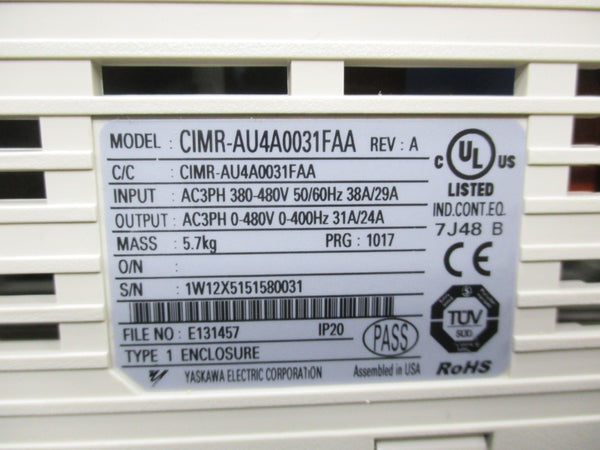 MODEL : CIMR-AU4A0031FAA REV : A
C/C : CIMR-AU4A0031FAA
INPUT : AC3PH 380-480V 50/60Hz 38A/29A
OUTPUT : AC3PH 0-480V 0-400Hz 31A/24A
MASS : 5.7kg PRG : 1017
O/N :
S/N : 1W12X5151580031
FILE NO : E131457 IP20
TYPE 1 ENCLOSURE
YASKAWA ELECTRIC CORPORATION
PASS
Assembled in USA
C UL US
LISTED
IND.CONT.EQ.
7J48 B
CE
TÜV
RoHS